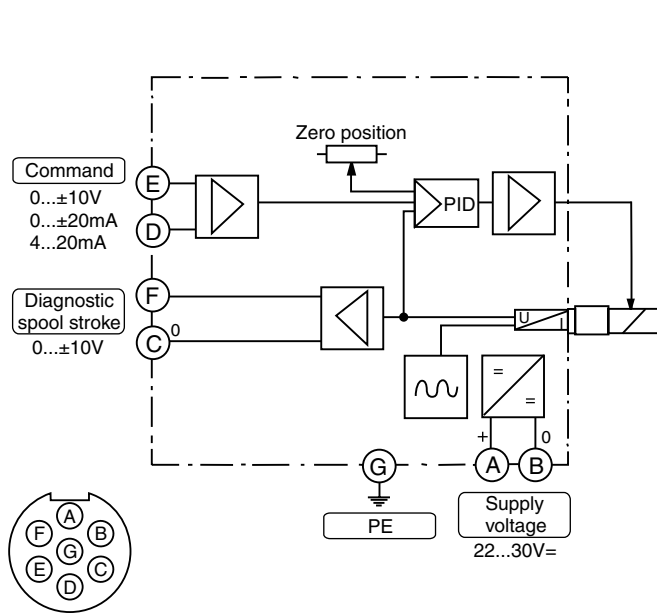 Zero position
Command
0...±10V
0...±20mA
4...20mA
E
D
PID
Diagnostic
spool stroke
0...±10V
F
C
0
U
L
=
=
+
0
G
A
B
PE
Supply
voltage
22...30V=
A
F
B
G
E
C
D